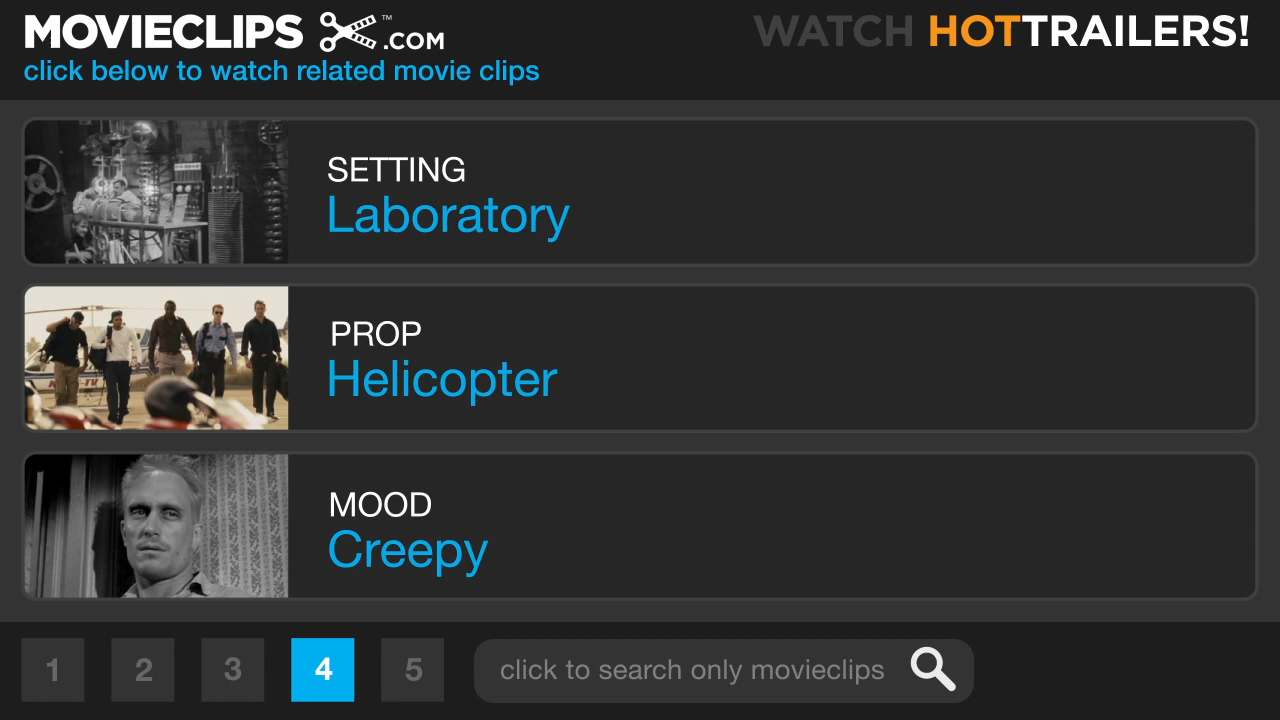 MOVIECLIPS ™ .COM
WATCH HOTTRAILERS!
click below to watch related movie clips
SETTING
Laboratory
PROP
Helicopter
MOOD
Creepy
1 2 3 4 5 click to search only movieclips